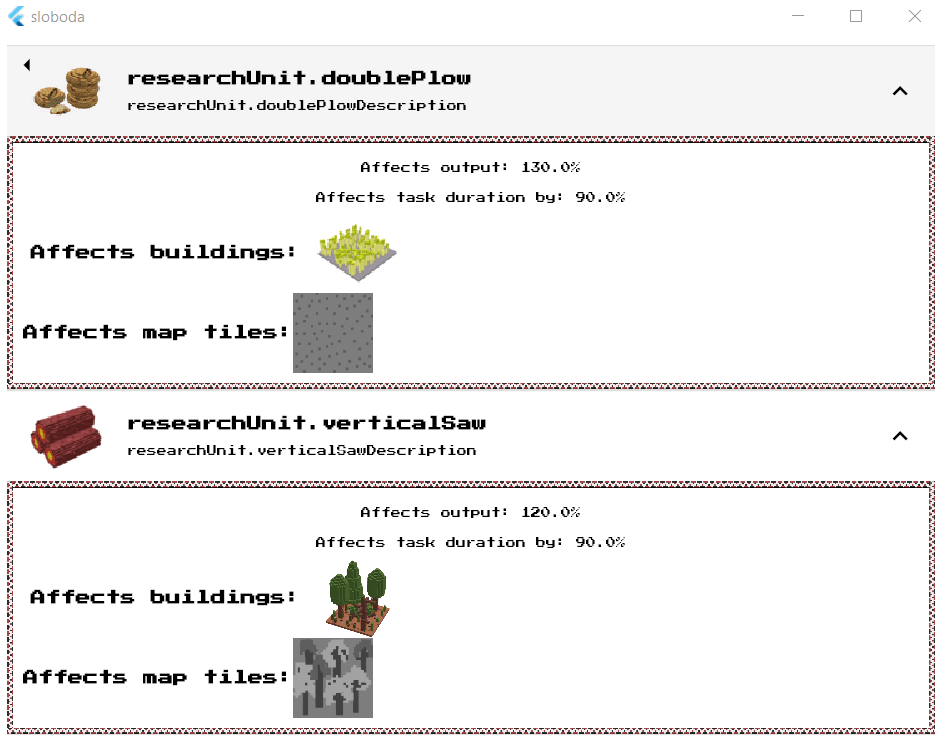 sloboda
researchUnit.doublePlow
researchUnit.doublePlowDescription
Affects output: 130.0%
Affects task duration by: 90.0%
Affects buildings:
Affects map tiles:
researchUnit.verticalSaw
researchUnit.verticalSawDescription
Affects output: 120.0%
Affects task duration by: 90.0%
Affects buildings:
Affects map tiles: